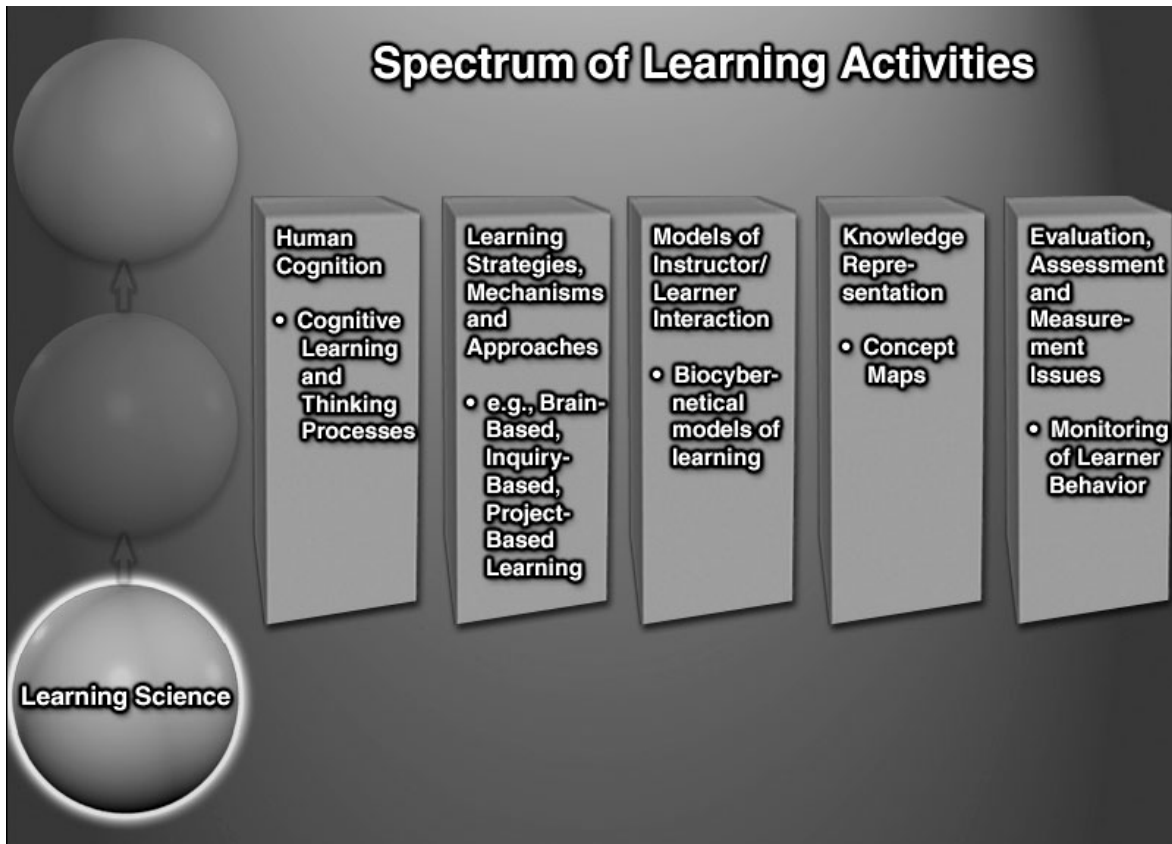 Spectrum of Learning Activities
Human
Cognition
• Cognitive
Learning
and
Thinking
Processes
Learning
Strategies,
Mechanisms
and
Approaches
• e.g., Brain-
Based,
Inquiry-
Based,
Project-
Based
Learning
Models of
Instructor/
Learner
Interaction
• Biocyber-
netical
models of
learning
Knowledge
Repre-
sentation
• Concept
Maps
Evaluation,
Assessment
and
Measure-
ment
Issues
• Monitoring
of Learner
Behavior
Learning Science